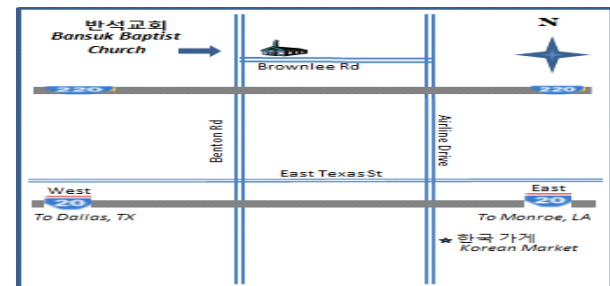 반석교회
Bansuk Baptist
Church
N
Brownlee Rd
220
220
Benton Rd
Airline Drive
East Texas St
West
20
To Dallas, TX
East
20
To Monroe, LA
한국 가게
Korean Market